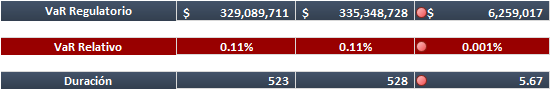 VaR Regulatorio $ 329,089,711 $ 335,348,728 $ 6,259,017
VaR Relativo 0.11% 0.11% 0.001%
Duración 523 528 5.67